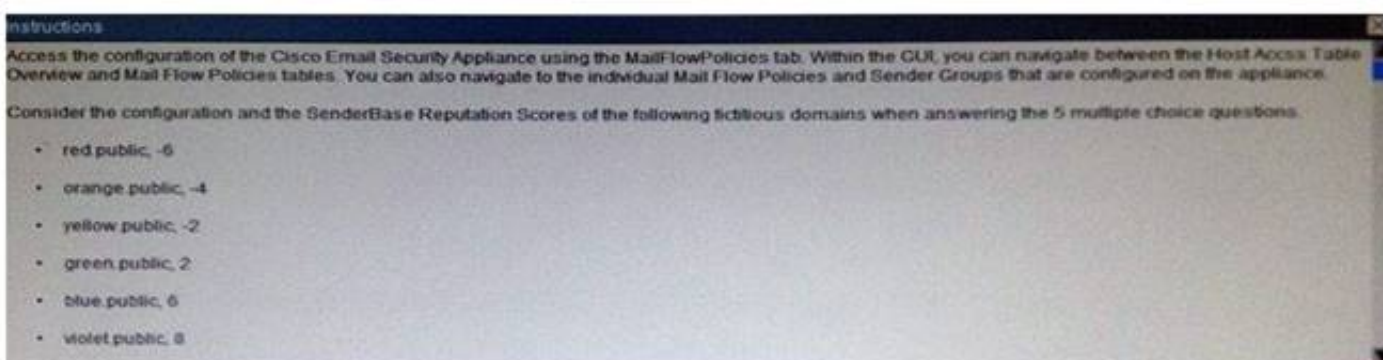 Instructions
Access the configuration of the Cisco Email Security Appliance using the MailFlowPolicies tab. Within the GUI, you can navigate between the Host Accss Table
Overview and Mail Flow Policies tables. You can also navigate to the individual Mail Flow Policies and Sender Groups that are configured on the appliance.
Consider the configuration and the SenderBase Reputation Scores of the following fictitious domains when answering the 5 multiple choice questions.
• red.public, -6
• orange.public, -4
• yellow.public, -2
• green.public, 2
• blue.public, 6
• violet.public, 8